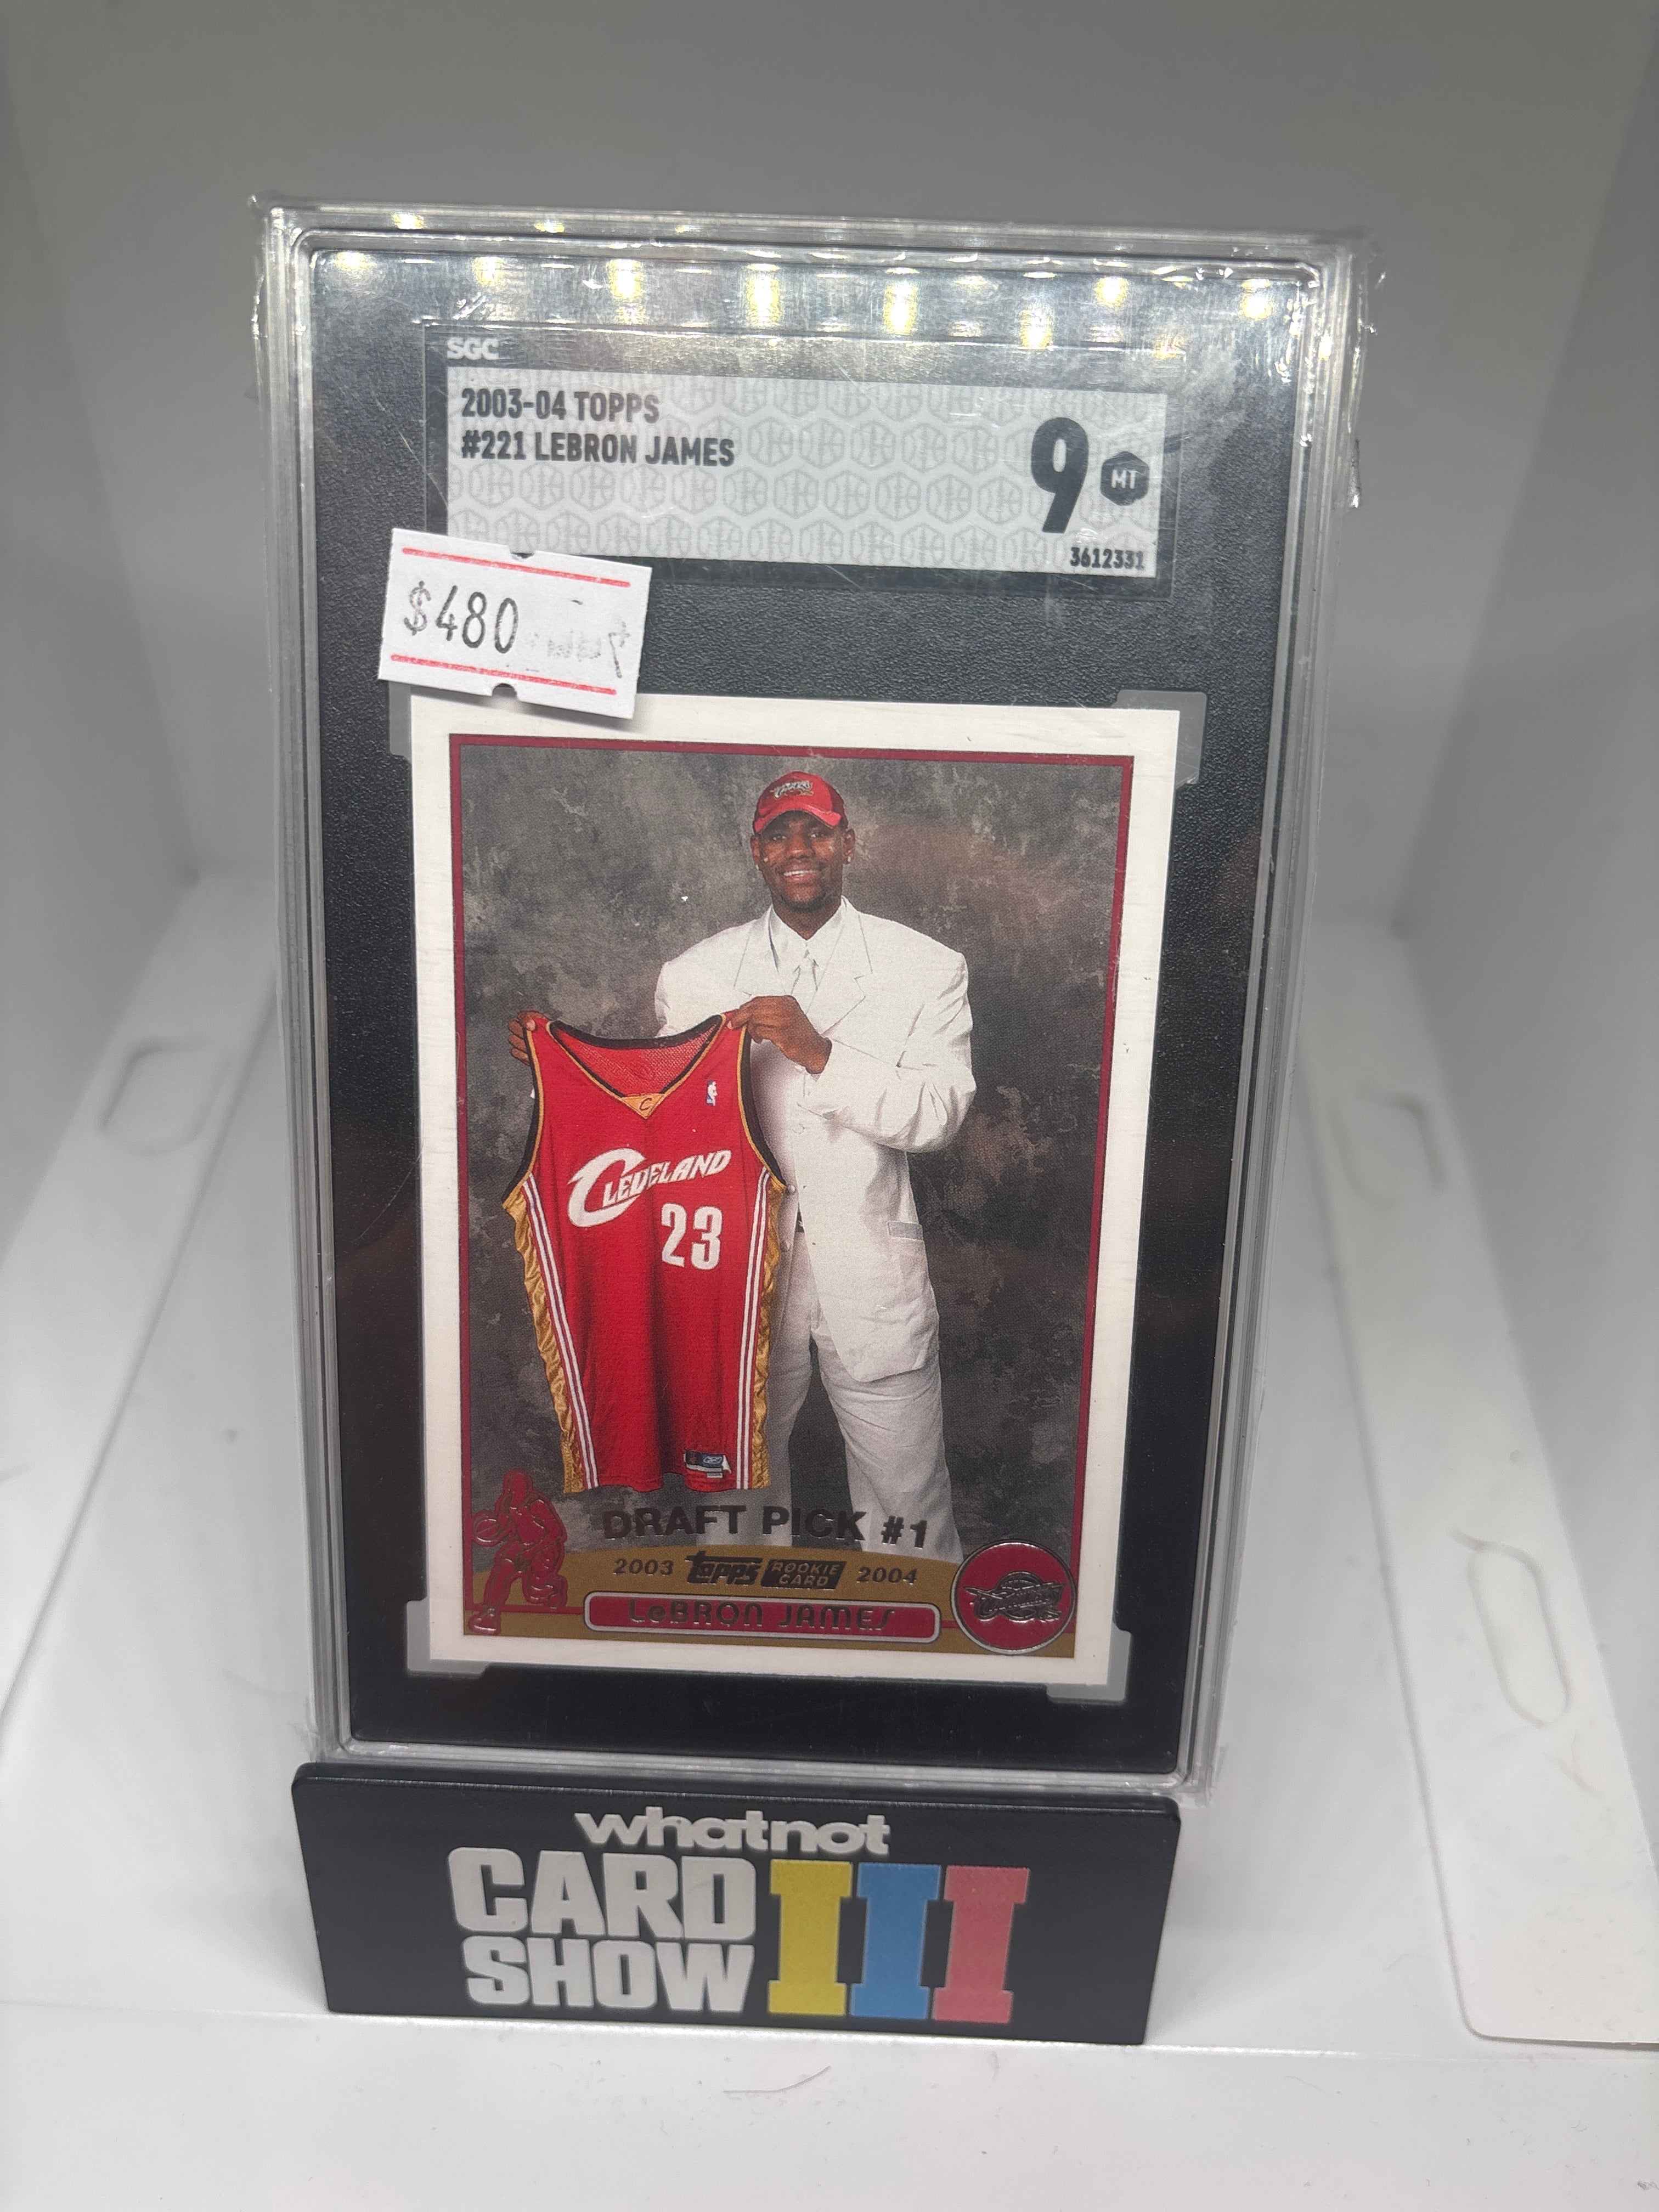 SGC
2003-04 TOPPS
#221 LEBRON JAMES
9
MT
3612331
$480
C
CLEVELAND
23
DRAFT PICK #1
2003 topps ROOKIE CARD 2004
LeBRON JAMES
whatnot
CARD
SHOW III